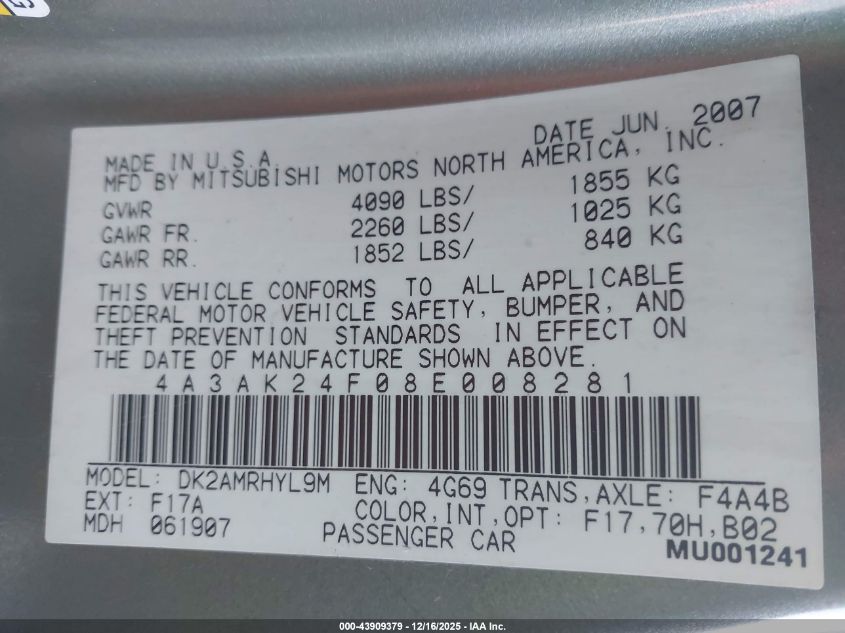 DATE JUN. 2007
MADE IN U.S.A.
MFD BY MITSUBISHI MOTORS NORTH AMERICA, INC.
GVWR 4090 LBS/ 1855 KG
GAWR FR. 2260 LBS/ 1025 KG
GAWR RR. 1852 LBS/ 840 KG
THIS VEHICLE CONFORMS TO ALL APPLICABLE
FEDERAL MOTOR VEHICLE SAFETY, BUMPER, AND
THEFT PREVENTION STANDARDS IN EFFECT ON
THE DATE OF MANUFACTURE SHOWN ABOVE.
4A3AK24F08E008281
MODEL: DK2AMRHYL9M ENG: 4G69 TRANS,AXLE: F4A4B
EXT: F17A COLOR,INT,OPT: F17,70H,B02
MDH 061907 PASSENGER CAR MU001241
000-43909379 - 12/16/2025 - IAA Inc.